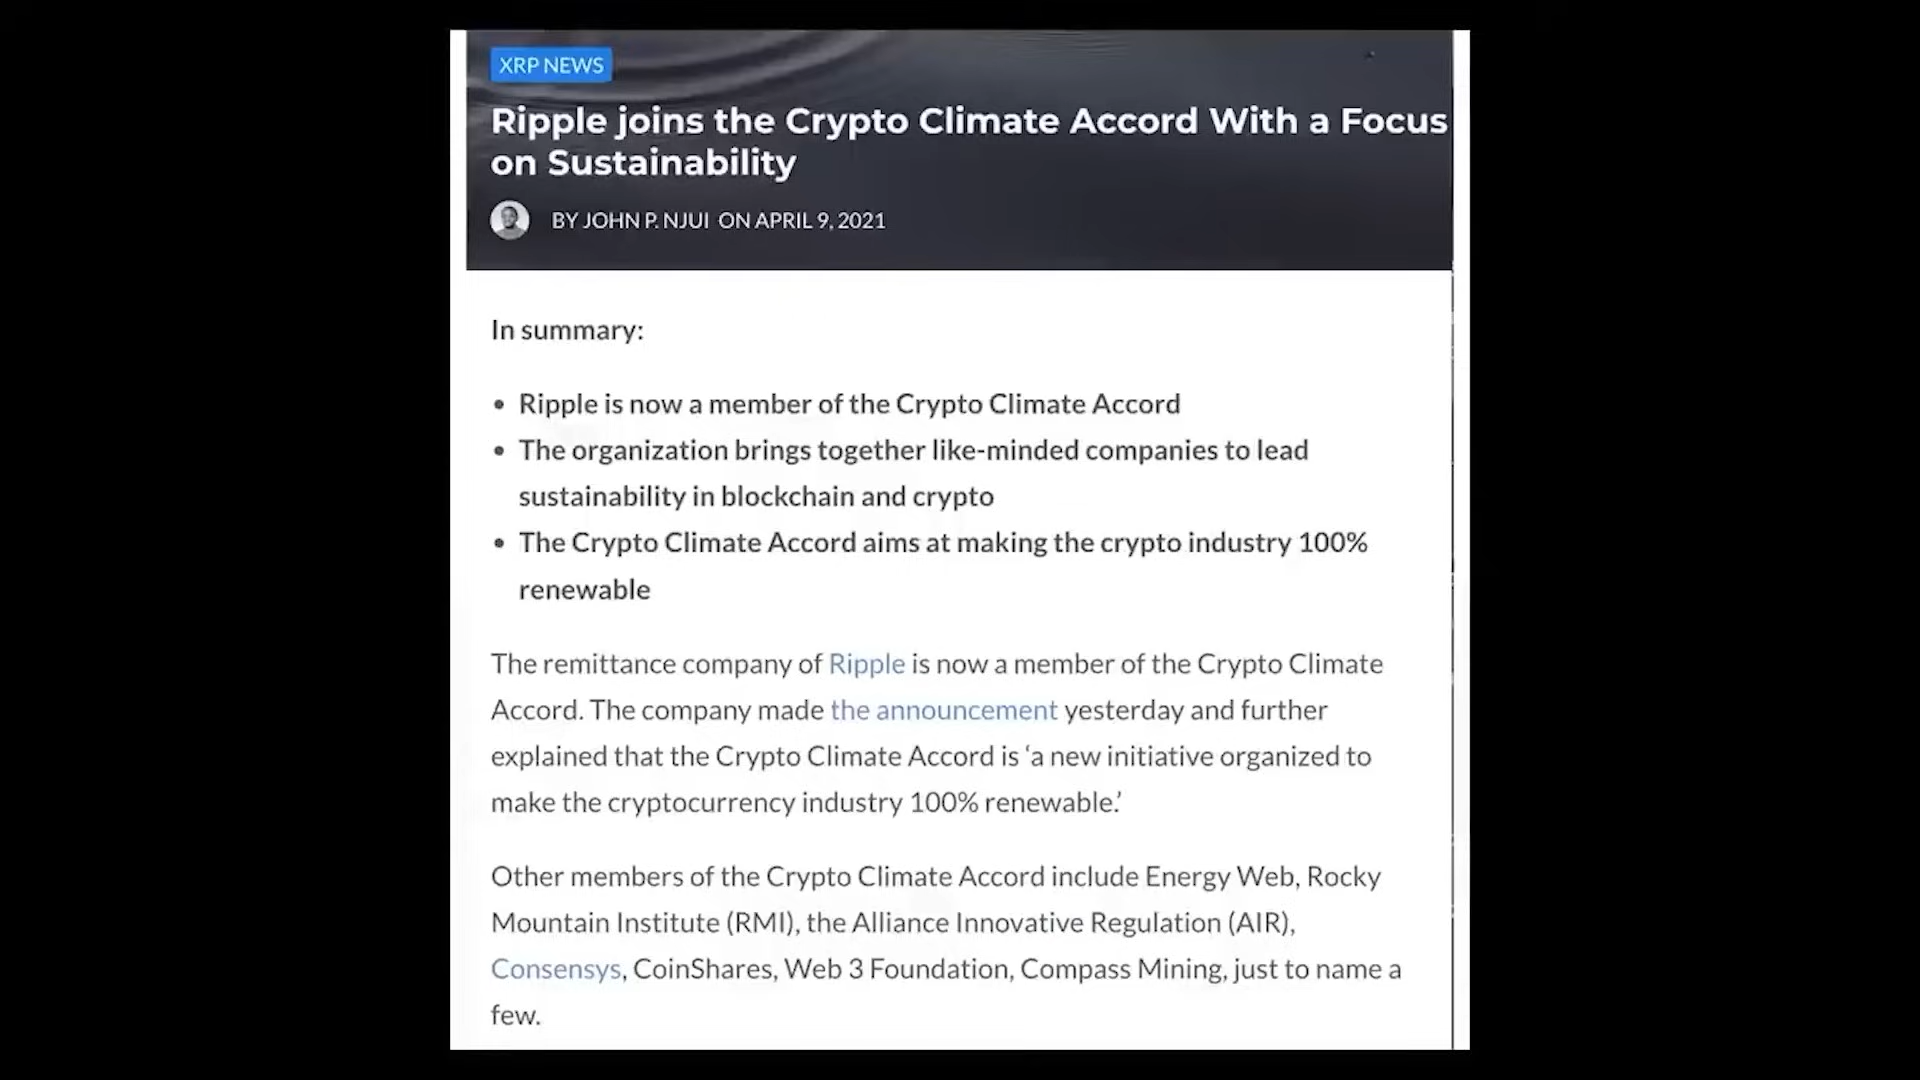 XRP NEWS
Ripple joins the Crypto Climate Accord With a Focus
on Sustainability
BY JOHN P. NJUI ON APRIL 9, 2021
In summary:
• Ripple is now a member of the Crypto Climate Accord
• The organization brings together like-minded companies to lead
sustainability in blockchain and crypto
• The Crypto Climate Accord aims at making the crypto industry 100%
renewable
The remittance company of Ripple is now a member of the Crypto Climate
Accord. The company made the announcement yesterday and further
explained that the Crypto Climate Accord is ‘a new initiative organized to
make the cryptocurrency industry 100% renewable.’
Other members of the Crypto Climate Accord include Energy Web, Rocky
Mountain Institute (RMI), the Alliance Innovative Regulation (AIR),
Consensys, CoinShares, Web 3 Foundation, Compass Mining, just to name a
few.